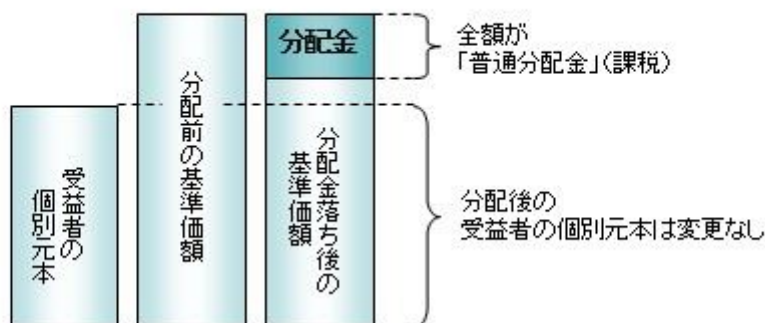 受益者の
個別元本
分配前の基準価額
分配金
分配金落ち後の
基準価額
全額が
「普通分配金」(課税)
分配後の
受益者の個別元本は変更なし